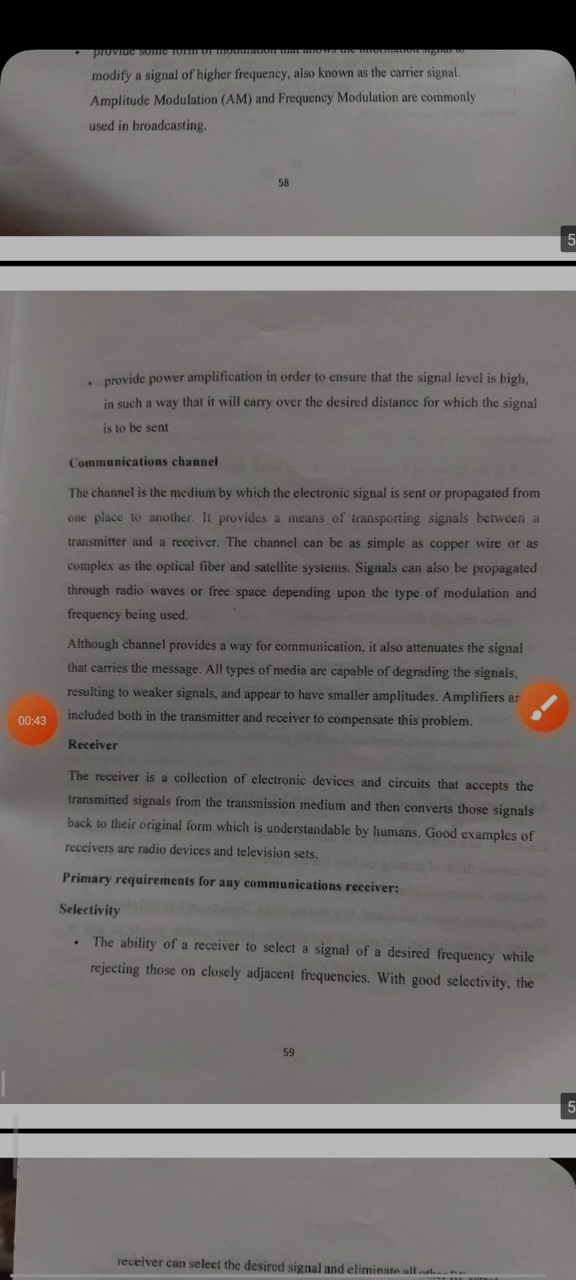 • provide some form of modulation that allows the information signal to
modify a signal of higher frequency, also known as the carrier signal.
Amplitude Modulation (AM) and Frequency Modulation are commonly
used in broadcasting.
58
5
• provide power amplification in order to ensure that the signal level is high,
in such a way that it will carry over the desired distance for which the signal
is to be sent
Communications channel
The channel is the medium by which the electronic signal is sent or propagated from
one place to another. It provides a means of transporting signals between a
transmitter and a receiver. The channel can be as simple as copper wire or as
complex as the optical fiber and satellite systems. Signals can also be propagated
through radio waves or free space depending upon the type of modulation and
frequency being used.
Although channel provides a way for communication, it also attenuates the signal
that carries the message. All types of media are capable of degrading the signals,
resulting to weaker signals, and appear to have smaller amplitudes. Amplifiers ar
00:43
included both in the transmitter and receiver to compensate this problem.
Receiver
The receiver is a collection of electronic devices and circuits that accepts the
transmitted signals from the transmission medium and then converts those signals
back to their original form which is understandable by humans. Good examples of
receivers are radio devices and television sets.
Primary requirements for any communications receiver:
Selectivity
• The ability of a receiver to select a signal of a desired frequency while
rejecting those on closely adjacent frequencies. With good selectivity, the
59
5
receiver can select the desired signal and eliminate all